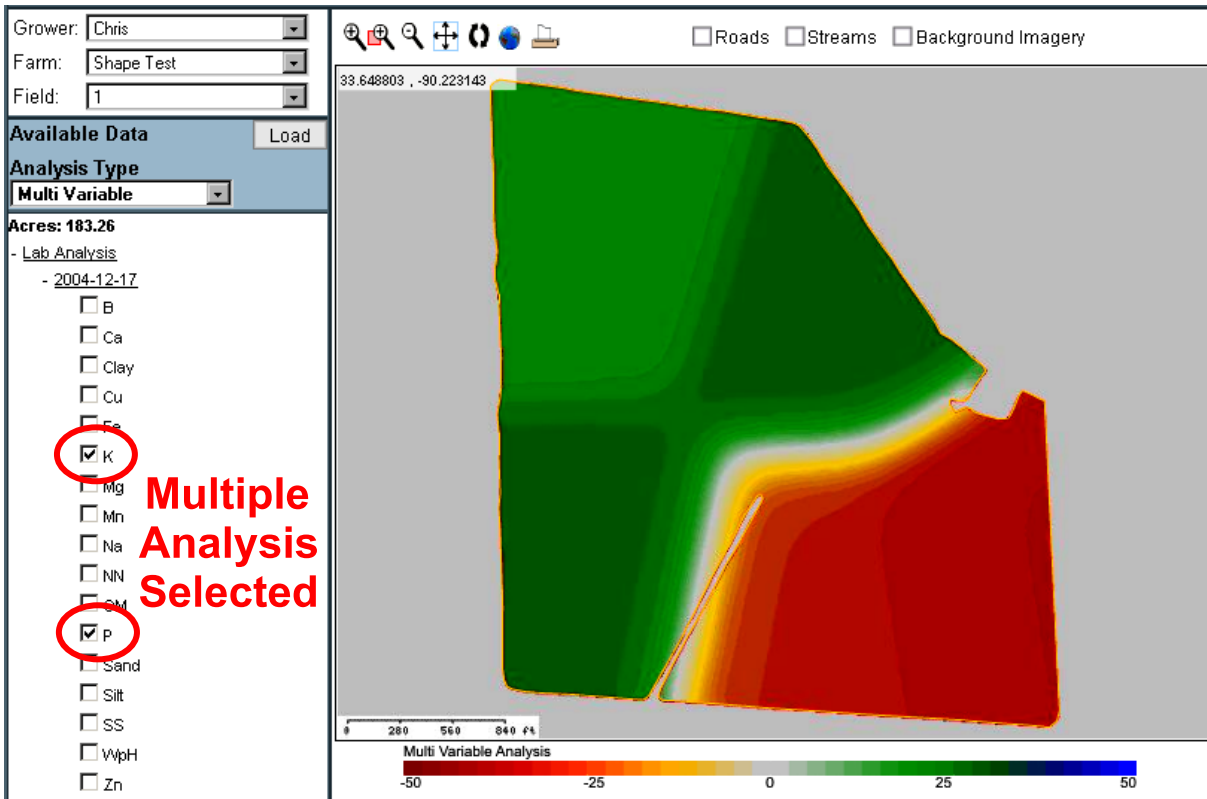 Grower: Chris
Farm: Shape Test
Field: 1
Available Data Load
Analysis Type
Multi Variable
Acres: 183.26
- Lab Analysis
- 2004-12-17
B
Ca
Clay
Cu
Fe
K
Mg
Mn
Na
NN
OM
P
Sand
Silt
SS
WpH
Zn
Multiple
Analysis
Selected
Roads Streams Background Imagery
33.648803 , -90.223143
0 280 560 840 ft
Multi Variable Analysis
-50 -25 0 25 50